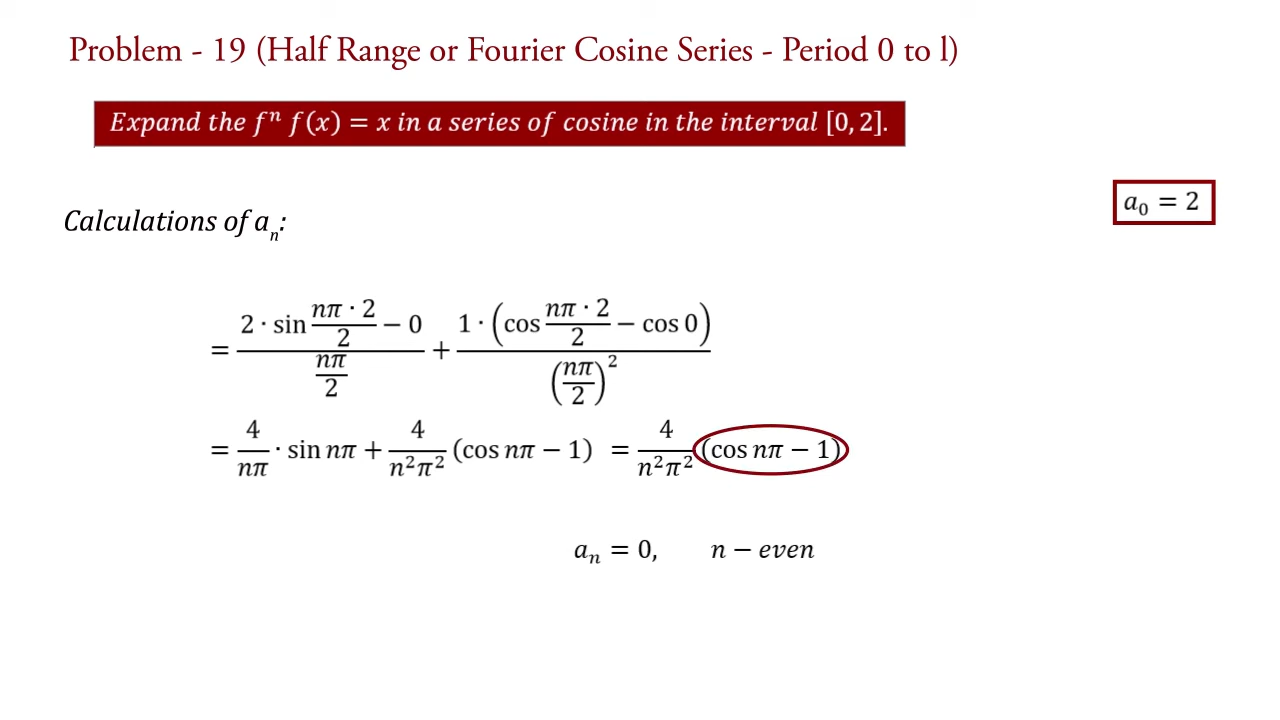 Problem - 19 (Half Range or Fourier Cosine Series - Period 0 to l)
Expand the fⁿ f(x) = x in a series of cosine in the interval [0, 2].
a₀ = 2
Calculations of aₙ:
= (2 · sin (nπ · 2)/2 − 0)/(nπ/2) + (1 · (cos (nπ · 2)/2 − cos 0))/(nπ/2)²
= 4/(nπ) · sin nπ + 4/(n²π²) (cos nπ − 1) = 4/(n²π²) (cos nπ − 1)
aₙ = 0, n − even